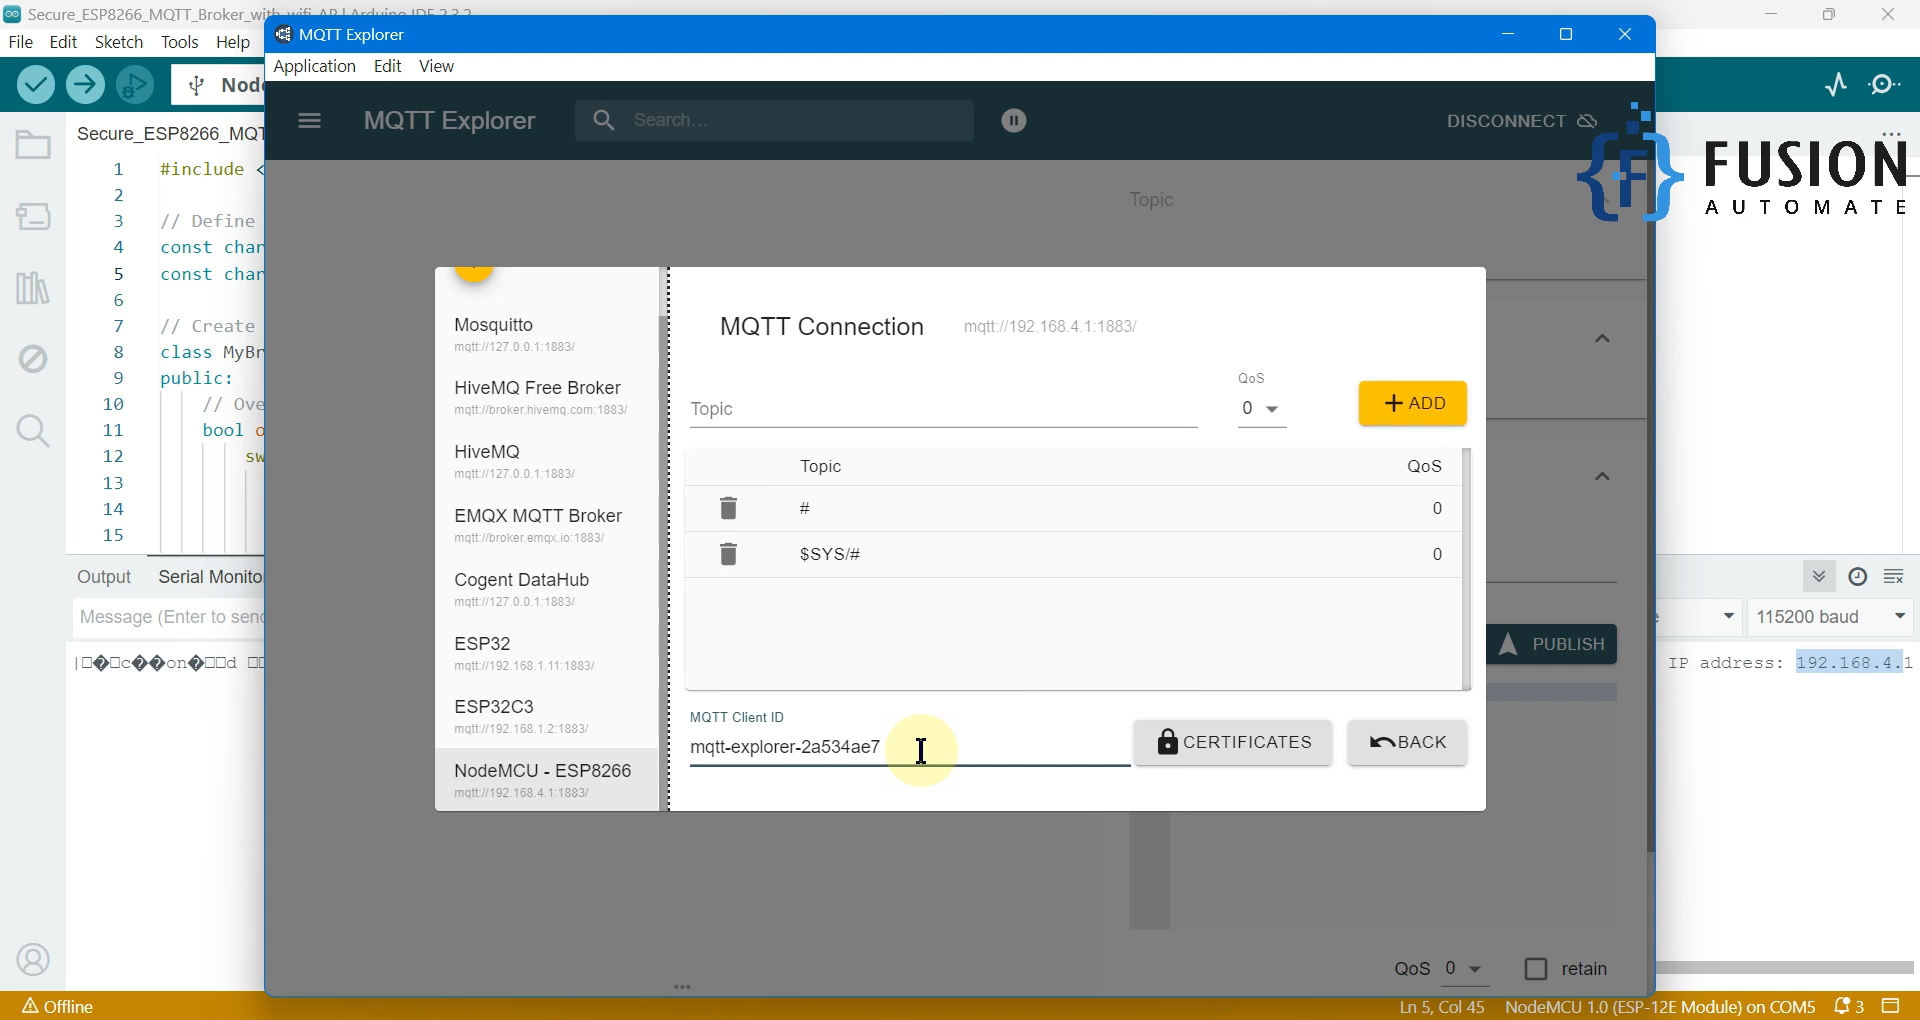 Secure_ESP8266_MQTT_Broker_with_wifi_AP | Arduino IDE 2.3.2
File Edit Sketch Tools Help
Node
Secure_ESP8266_MQT
1 #include <
2
3 // Define
4 const char
5 const char
6
7 // Create
8 class MyBr
9 public:
10 // Ove
11 bool o
12 sw
13
14
15
Output Serial Monito
Message (Enter to send
Offline
MQTT Explorer
Application Edit View
MQTT Explorer Search... DISCONNECT
Topic
FUSION
AUTOMATE
Mosquitto
mqtt://127.0.0.1:1883/
HiveMQ Free Broker
mqtt://broker.hivemq.com:1883/
HiveMQ
mqtt://127.0.0.1:1883/
EMQX MQTT Broker
mqtt://broker.emqx.io:1883/
Cogent DataHub
mqtt://127.0.0.1:1883/
ESP32
mqtt://192.168.1.11:1883/
ESP32C3
mqtt://192.168.1.2:1883/
NodeMCU - ESP8266
mqtt://192.168.4.1:1883/
MQTT Connection mqtt://192.168.4.1:1883/
Topic
QoS
0
+ ADD
Topic QoS
# 0
$SYS/# 0
MQTT Client ID
mqtt-explorer-2a534ae7
CERTIFICATES
BACK
PUBLISH
QoS 0 retain
115200 baud
IP address: 192.168.4.1
Ln 5, Col 45 NodeMCU 1.0 (ESP-12E Module) on COM5 3